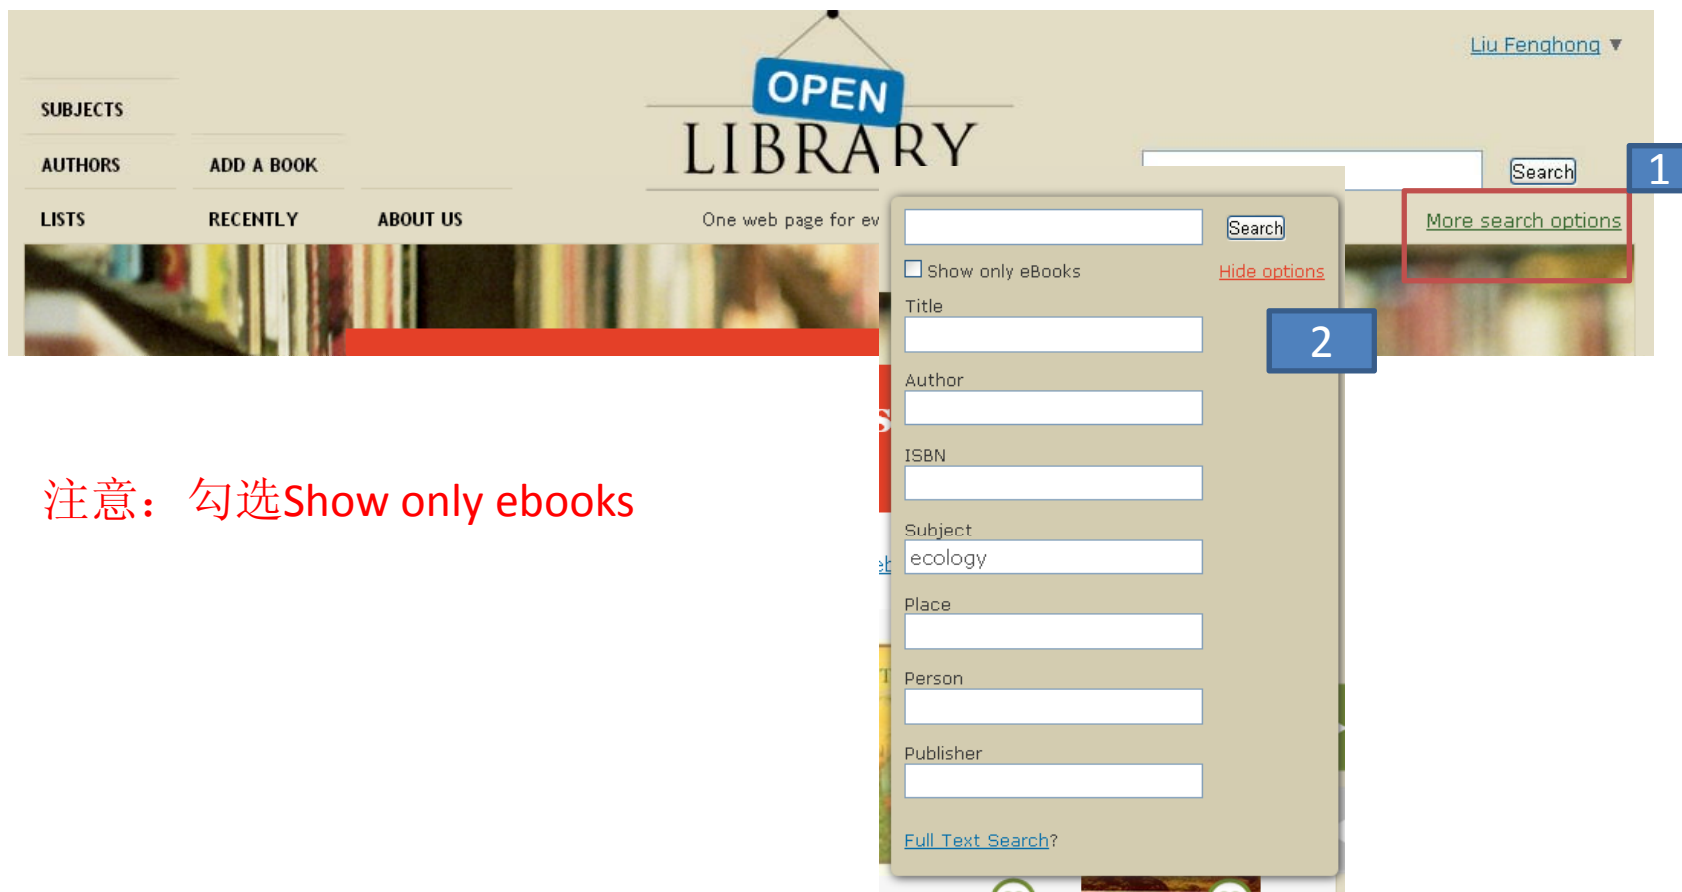 Liu Fenghong ▼
OPEN
LIBRARY
SUBJECTS
AUTHORS ADD A BOOK
Search
1
LISTS RECENTLY ABOUT US
One web page for ev
More search options
Search
Show only eBooks Hide options
Title
2
Author
ISBN
注意：勾选Show only ebooks
Subject
ecology
Place
Person
Publisher
Full Text Search?